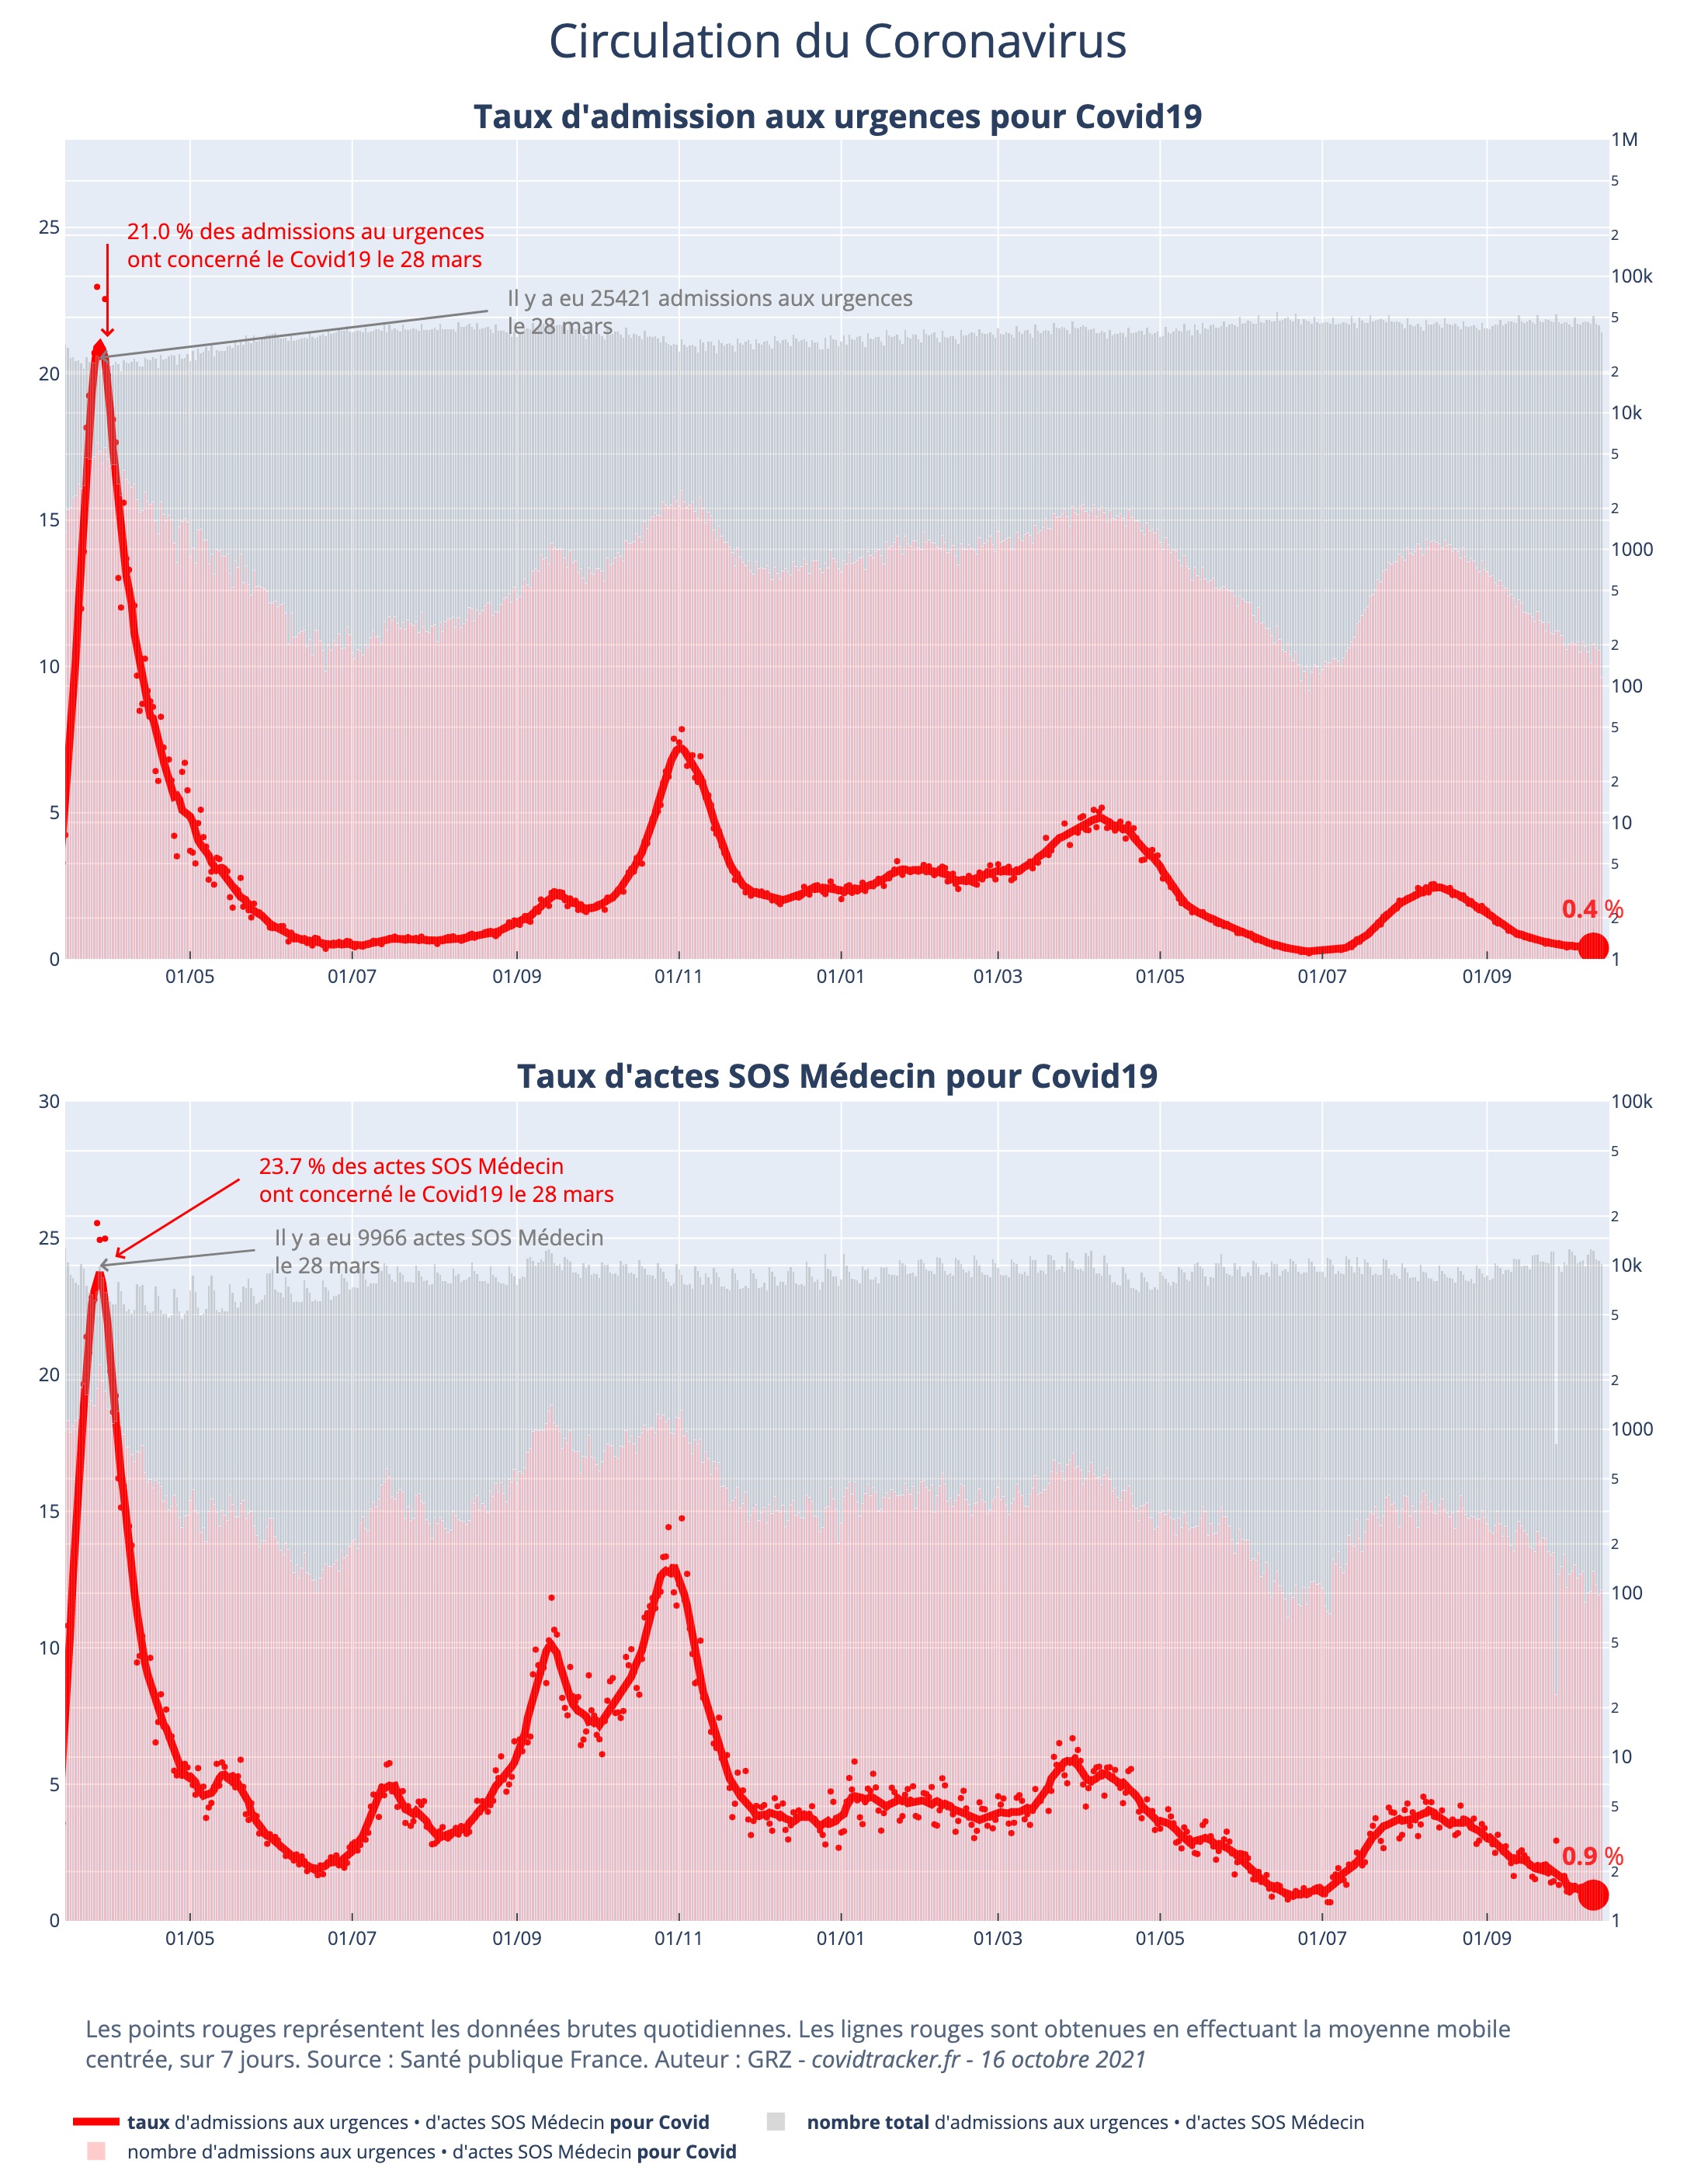 Circulation du Coronavirus
Taux d'admission aux urgences pour Covid19
1M
5
25
21.0 % des admissions au urgences
ont concerné le Covid19 le 28 mars
2
100k
Il y a eu 25421 admissions aux urgences
le 28 mars
5
20
2
10k
5
15
2
1000
5
10
2
100
5
2
5
10
5
0.4 %
2
0
1
01/05 01/07 01/09 01/11 01/01 01/03 01/05 01/07 01/09
Taux d'actes SOS Médecin pour Covid19
30
100k
5
23.7 % des actes SOS Médecin
ont concerné le Covid19 le 28 mars
2
25
Il y a eu 9966 actes SOS Médecin
le 28 mars
10k
5
20
2
1000
5
15
2
100
10
5
2
10
5
5
0.9 %
2
0
1
01/05 01/07 01/09 01/11 01/01 01/03 01/05 01/07 01/09
Les points rouges représentent les données brutes quotidiennes. Les lignes rouges sont obtenues en effectuant la moyenne mobile
centrée, sur 7 jours. Source : Santé publique France. Auteur : GRZ - covidtracker.fr - 16 octobre 2021
taux d'admissions aux urgences • d'actes SOS Médecin pour Covid
nombre total d'admissions aux urgences • d'actes SOS Médecin
nombre d'admissions aux urgences • d'actes SOS Médecin pour Covid